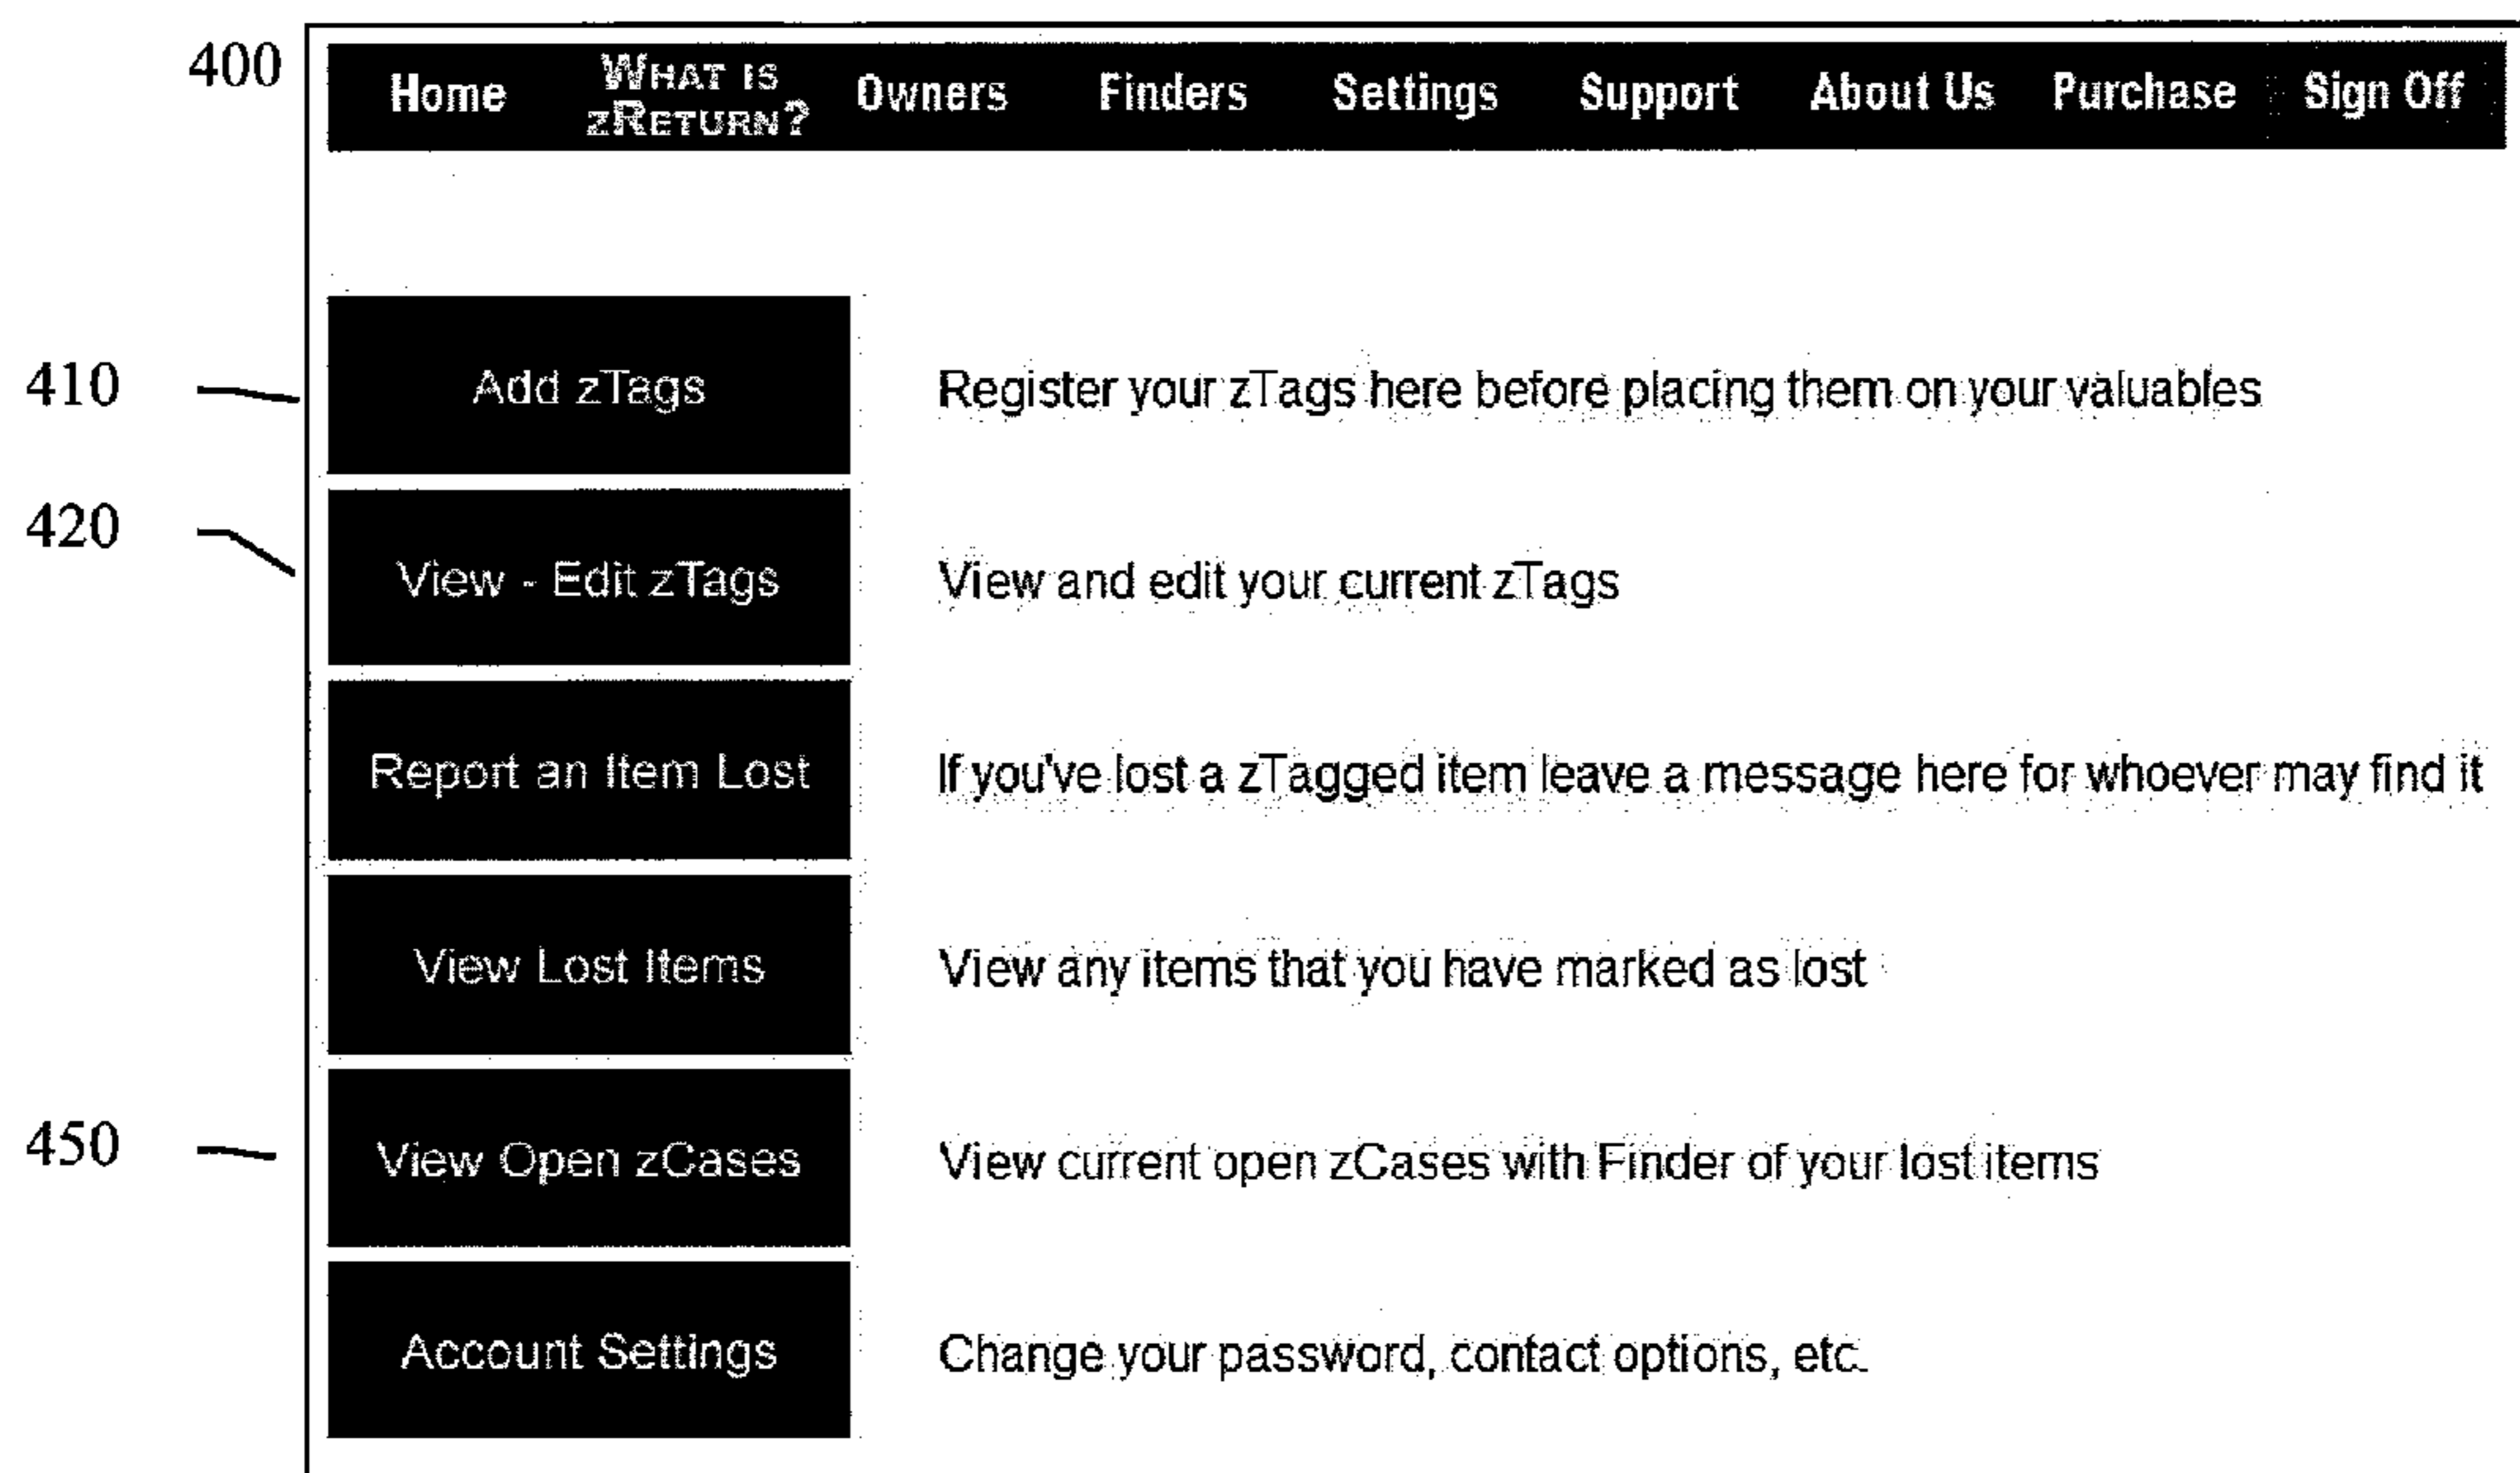 400
Home WHAT IS ZRETURN? Owners Finders Settings Support About Us Purchase Sign Off
410 Add zTags Register your zTags here before placing them on your valuables
420 View - Edit zTags View and edit your current zTags
Report an Item Lost If you've lost a zTagged item leave a message here for whoever may find it
View Lost Items View any items that you have marked as lost
450 View Open zCases View current open zCases with Finder of your lost items
Account Settings Change your password, contact options, etc.